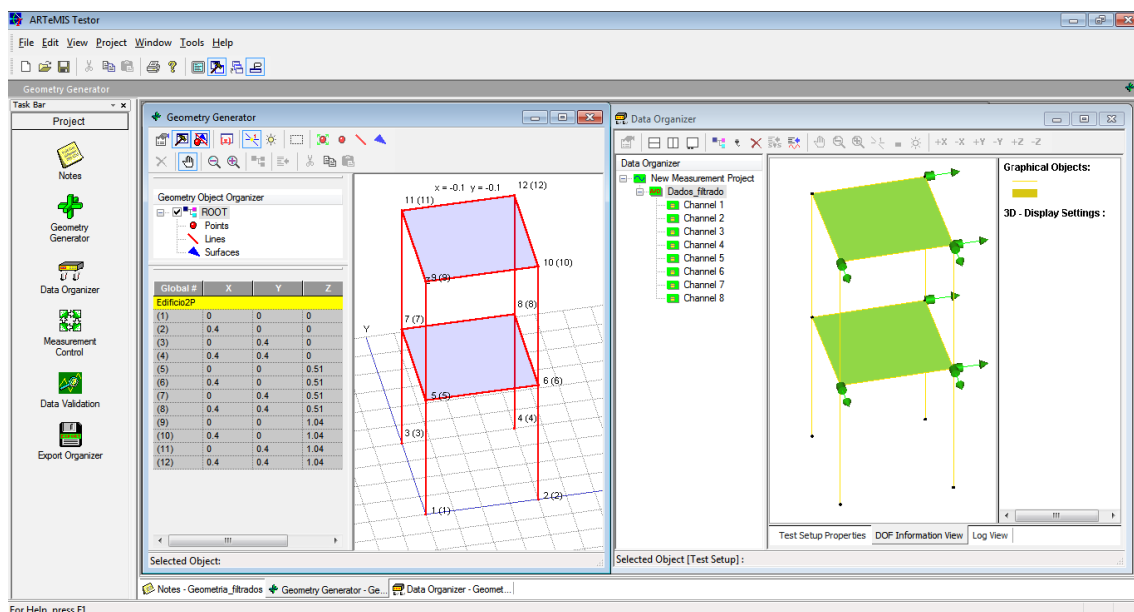 ARTeMIS Testor
File Edit View Project Window Tools Help
Geometry Generator
Task Bar
Project
Notes
Geometry
Generator
Data Organizer
Measurement
Control
Data Validation
Export Organizer
Geometry Generator
Geometry Object Organizer
ROOT
Points
Lines
Surfaces
Global # X Y Z
Edificio2P
(1) 0 0 0
(2) 0.4 0 0
(3) 0 0.4 0
(4) 0.4 0.4 0
(5) 0 0 0.51
(6) 0.4 0 0.51
(7) 0 0.4 0.51
(8) 0.4 0.4 0.51
(9) 0 0 1.04
(10) 0.4 0 1.04
(11) 0 0.4 1.04
(12) 0.4 0.4 1.04
x = -0.1 y = -0.1
12 (12)
11 (11)
10 (10)
9 (9)
8 (8)
7 (7)
Y
6 (6)
5 (5)
4 (4)
3 (3)
2 (2)
1 (1)
Selected Object:
Data Organizer
+X -X +Y -Y +Z -Z
Data Organizer
New Measurement Project
Dados_filtrado
Channel 1
Channel 2
Channel 3
Channel 4
Channel 5
Channel 6
Channel 7
Channel 8
Graphical Objects:
3D - Display Settings :
Test Setup Properties DOF Information View Log View
Selected Object [Test Setup] :
Notes - Geometria_filtrados Geometry Generator - Ge... Data Organizer - Geomet...
For Help, press F1